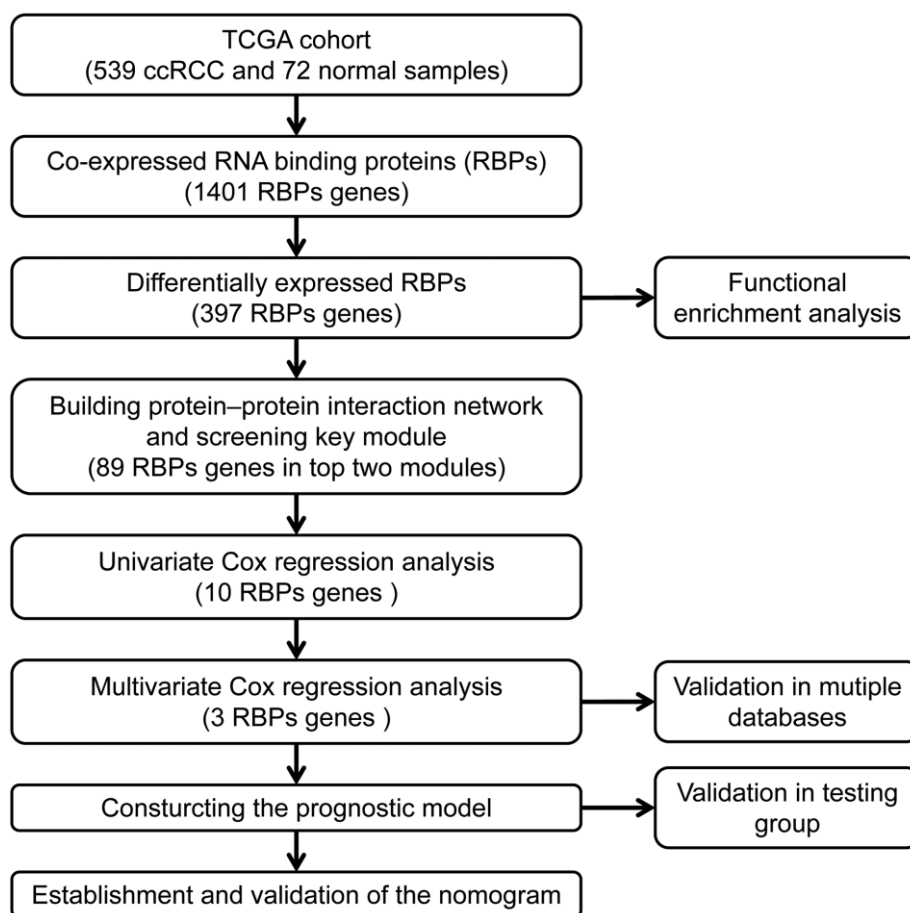 TCGA cohort
(539 ccRCC and 72 normal samples)
Co-expressed RNA binding proteins (RBPs)
(1401 RBPs genes)
Differentially expressed RBPs
(397 RBPs genes)
Functional
enrichment analysis
Building protein–protein interaction network
and screening key module
(89 RBPs genes in top two modules)
Univariate Cox regression analysis
(10 RBPs genes )
Multivariate Cox regression analysis
(3 RBPs genes )
Validation in mutiple
databases
Consturcting the prognostic model
Validation in testing
group
Establishment and validation of the nomogram